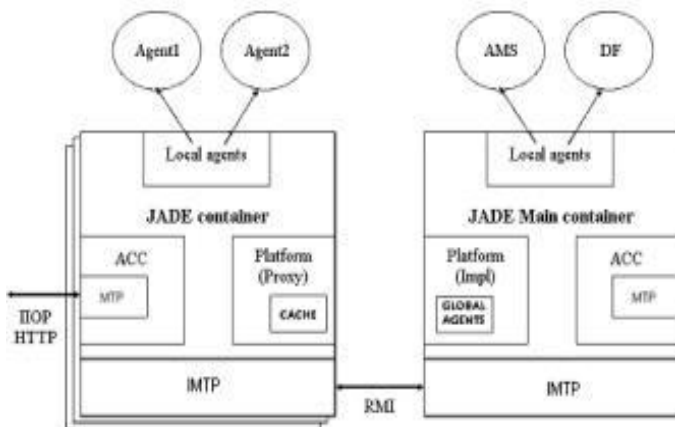 Agent1
Agent2
AMS
DF
Local agents
Local agents
JADE container
JADE Main container
ACC
MTP
Platform
(Proxy)
CACHE
Platform
(Impl)
GLOBAL
AGENTS
ACC
MTP
IIOP
HTTP
IMTP
RMI
IMTP